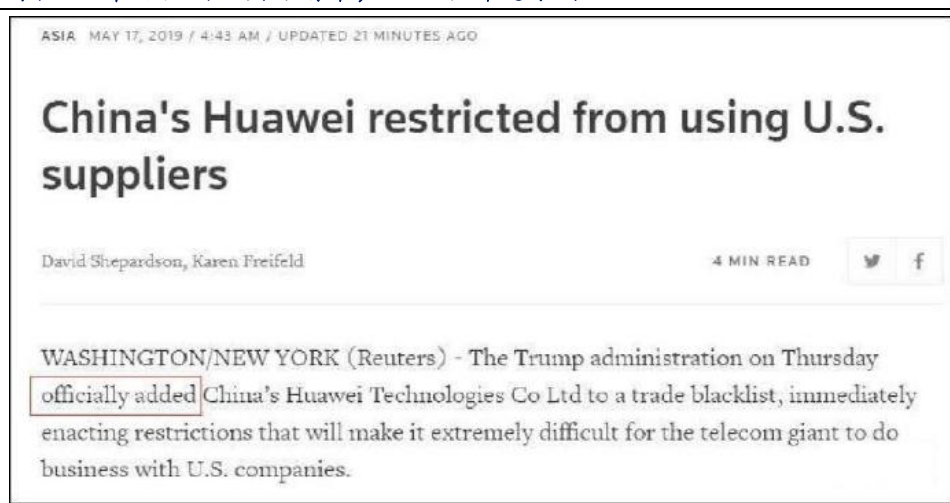 ASIA MAY 17, 2019 / 4:43 AM / UPDATED 21 MINUTES AGO
China's Huawei restricted from using U.S.
suppliers
David Shepardson, Karen Freifeld 4 MIN READ
WASHINGTON/NEW YORK (Reuters) - The Trump administration on Thursday
officially added China's Huawei Technologies Co Ltd to a trade blacklist, immediately
enacting restrictions that will make it extremely difficult for the telecom giant to do
business with U.S. companies.